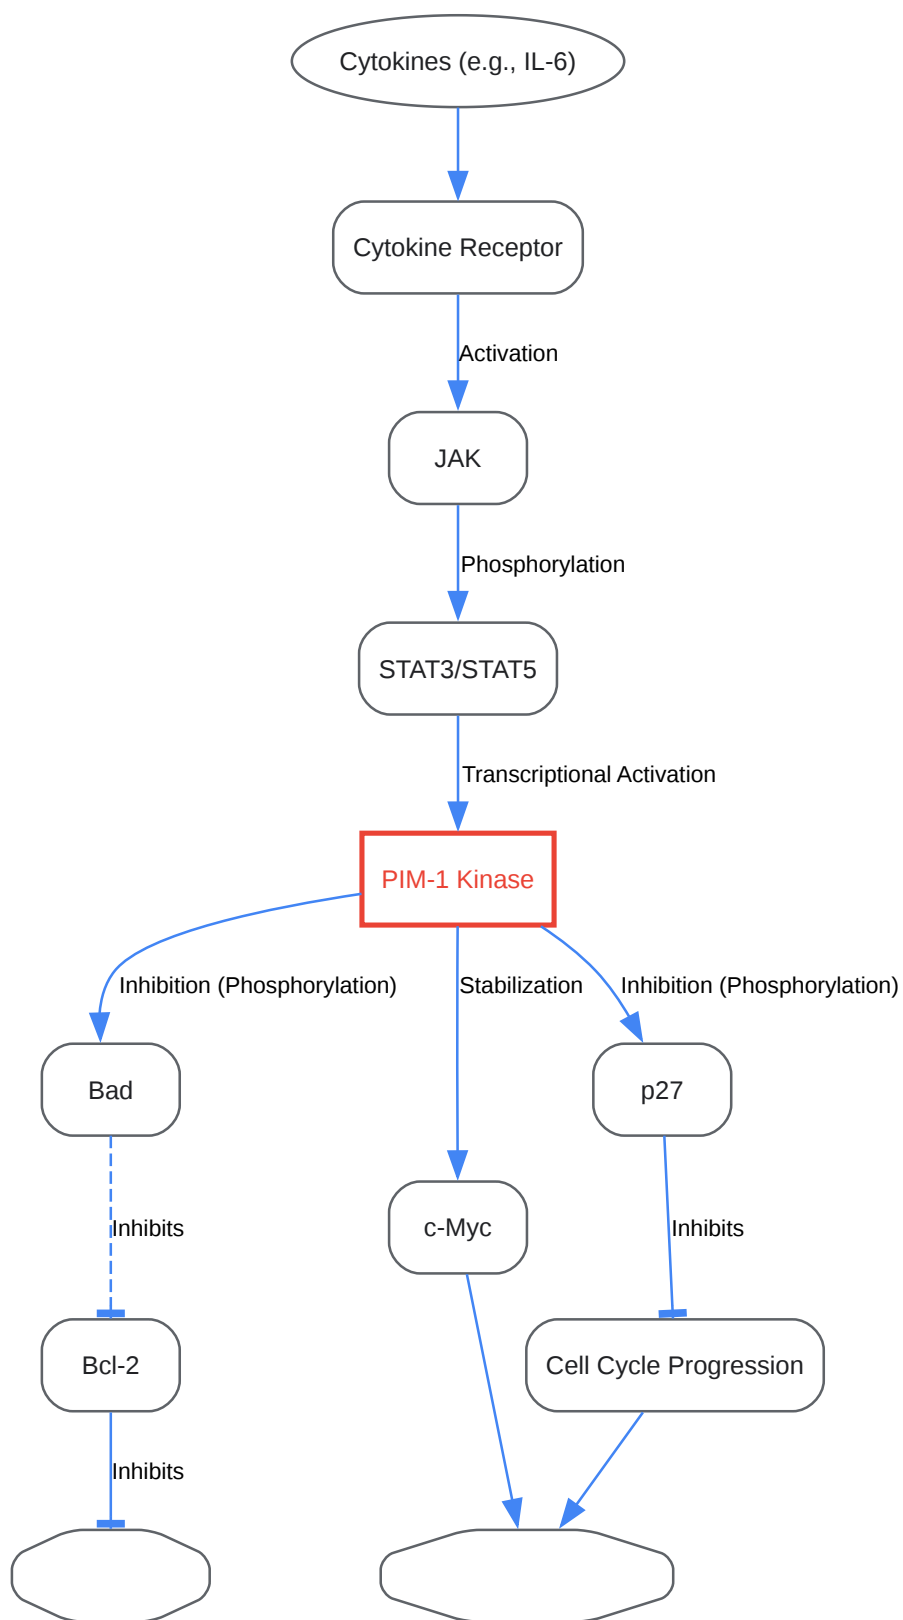 Cytokines (e.g., IL-6)
Cytokine Receptor
Activation
JAK
Phosphorylation
STAT3/STAT5
Transcriptional Activation
PIM-1 Kinase
Inhibition (Phosphorylation)
Stabilization
Inhibition (Phosphorylation)
Bad
p27
Inhibits
c-Myc
Inhibits
Bcl-2
Cell Cycle Progression
Inhibits